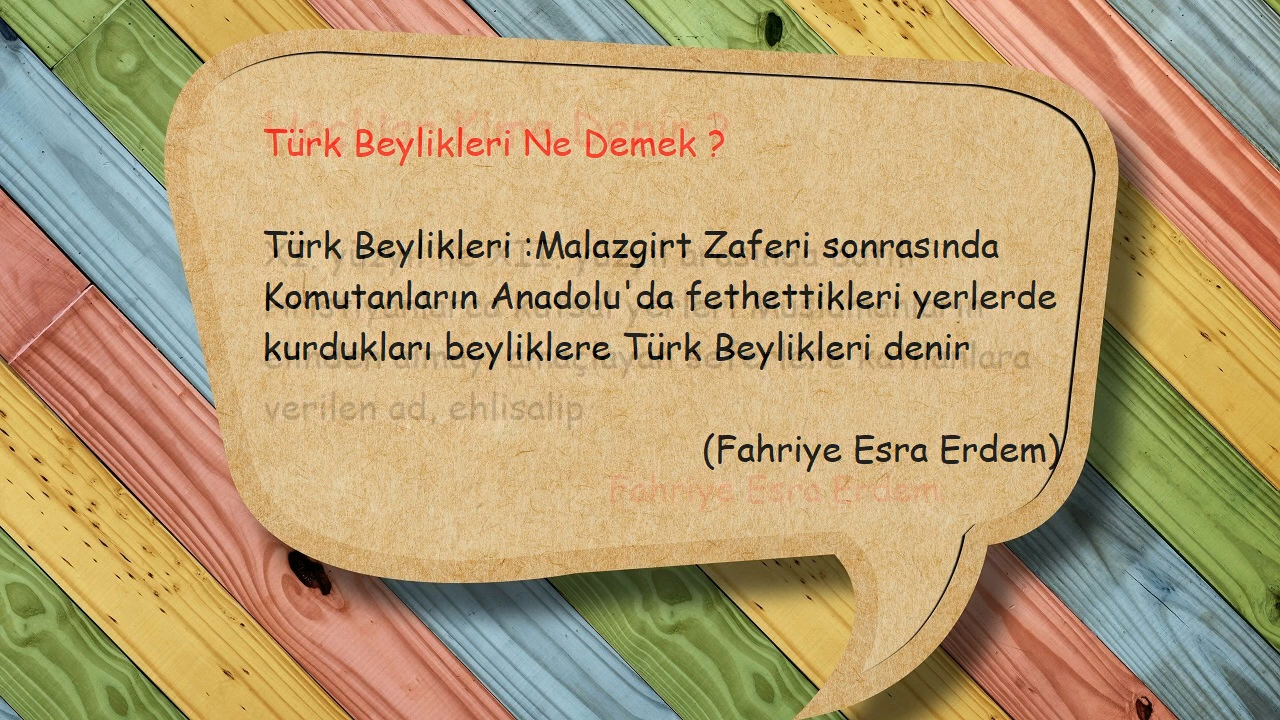 Türk Beylikleri Ne Demek ?
Türk Beylikleri :Malazgirt Zaferi sonrasında
Komutanların Anadolu'da fethettikleri yerlerde
kurdukları beyliklere Türk Beylikleri denir
verilen ad, ehlisalip
(Fahriye Esra Erdem)
Fahriye Esra Erdem